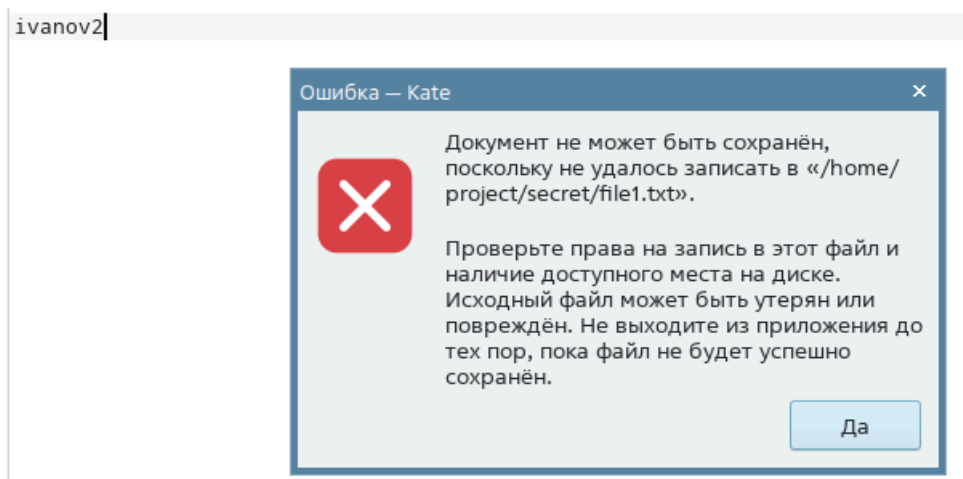 ivanov2
Ошибка — Kate
Документ не может быть сохранён,
поскольку не удалось записать в «/home/
project/secret/file1.txt».
Проверьте права на запись в этот файл и
наличие доступного места на диске.
Исходный файл может быть утерян или
повреждён. Не выходите из приложения до
тех пор, пока файл не будет успешно
сохранён.
Да